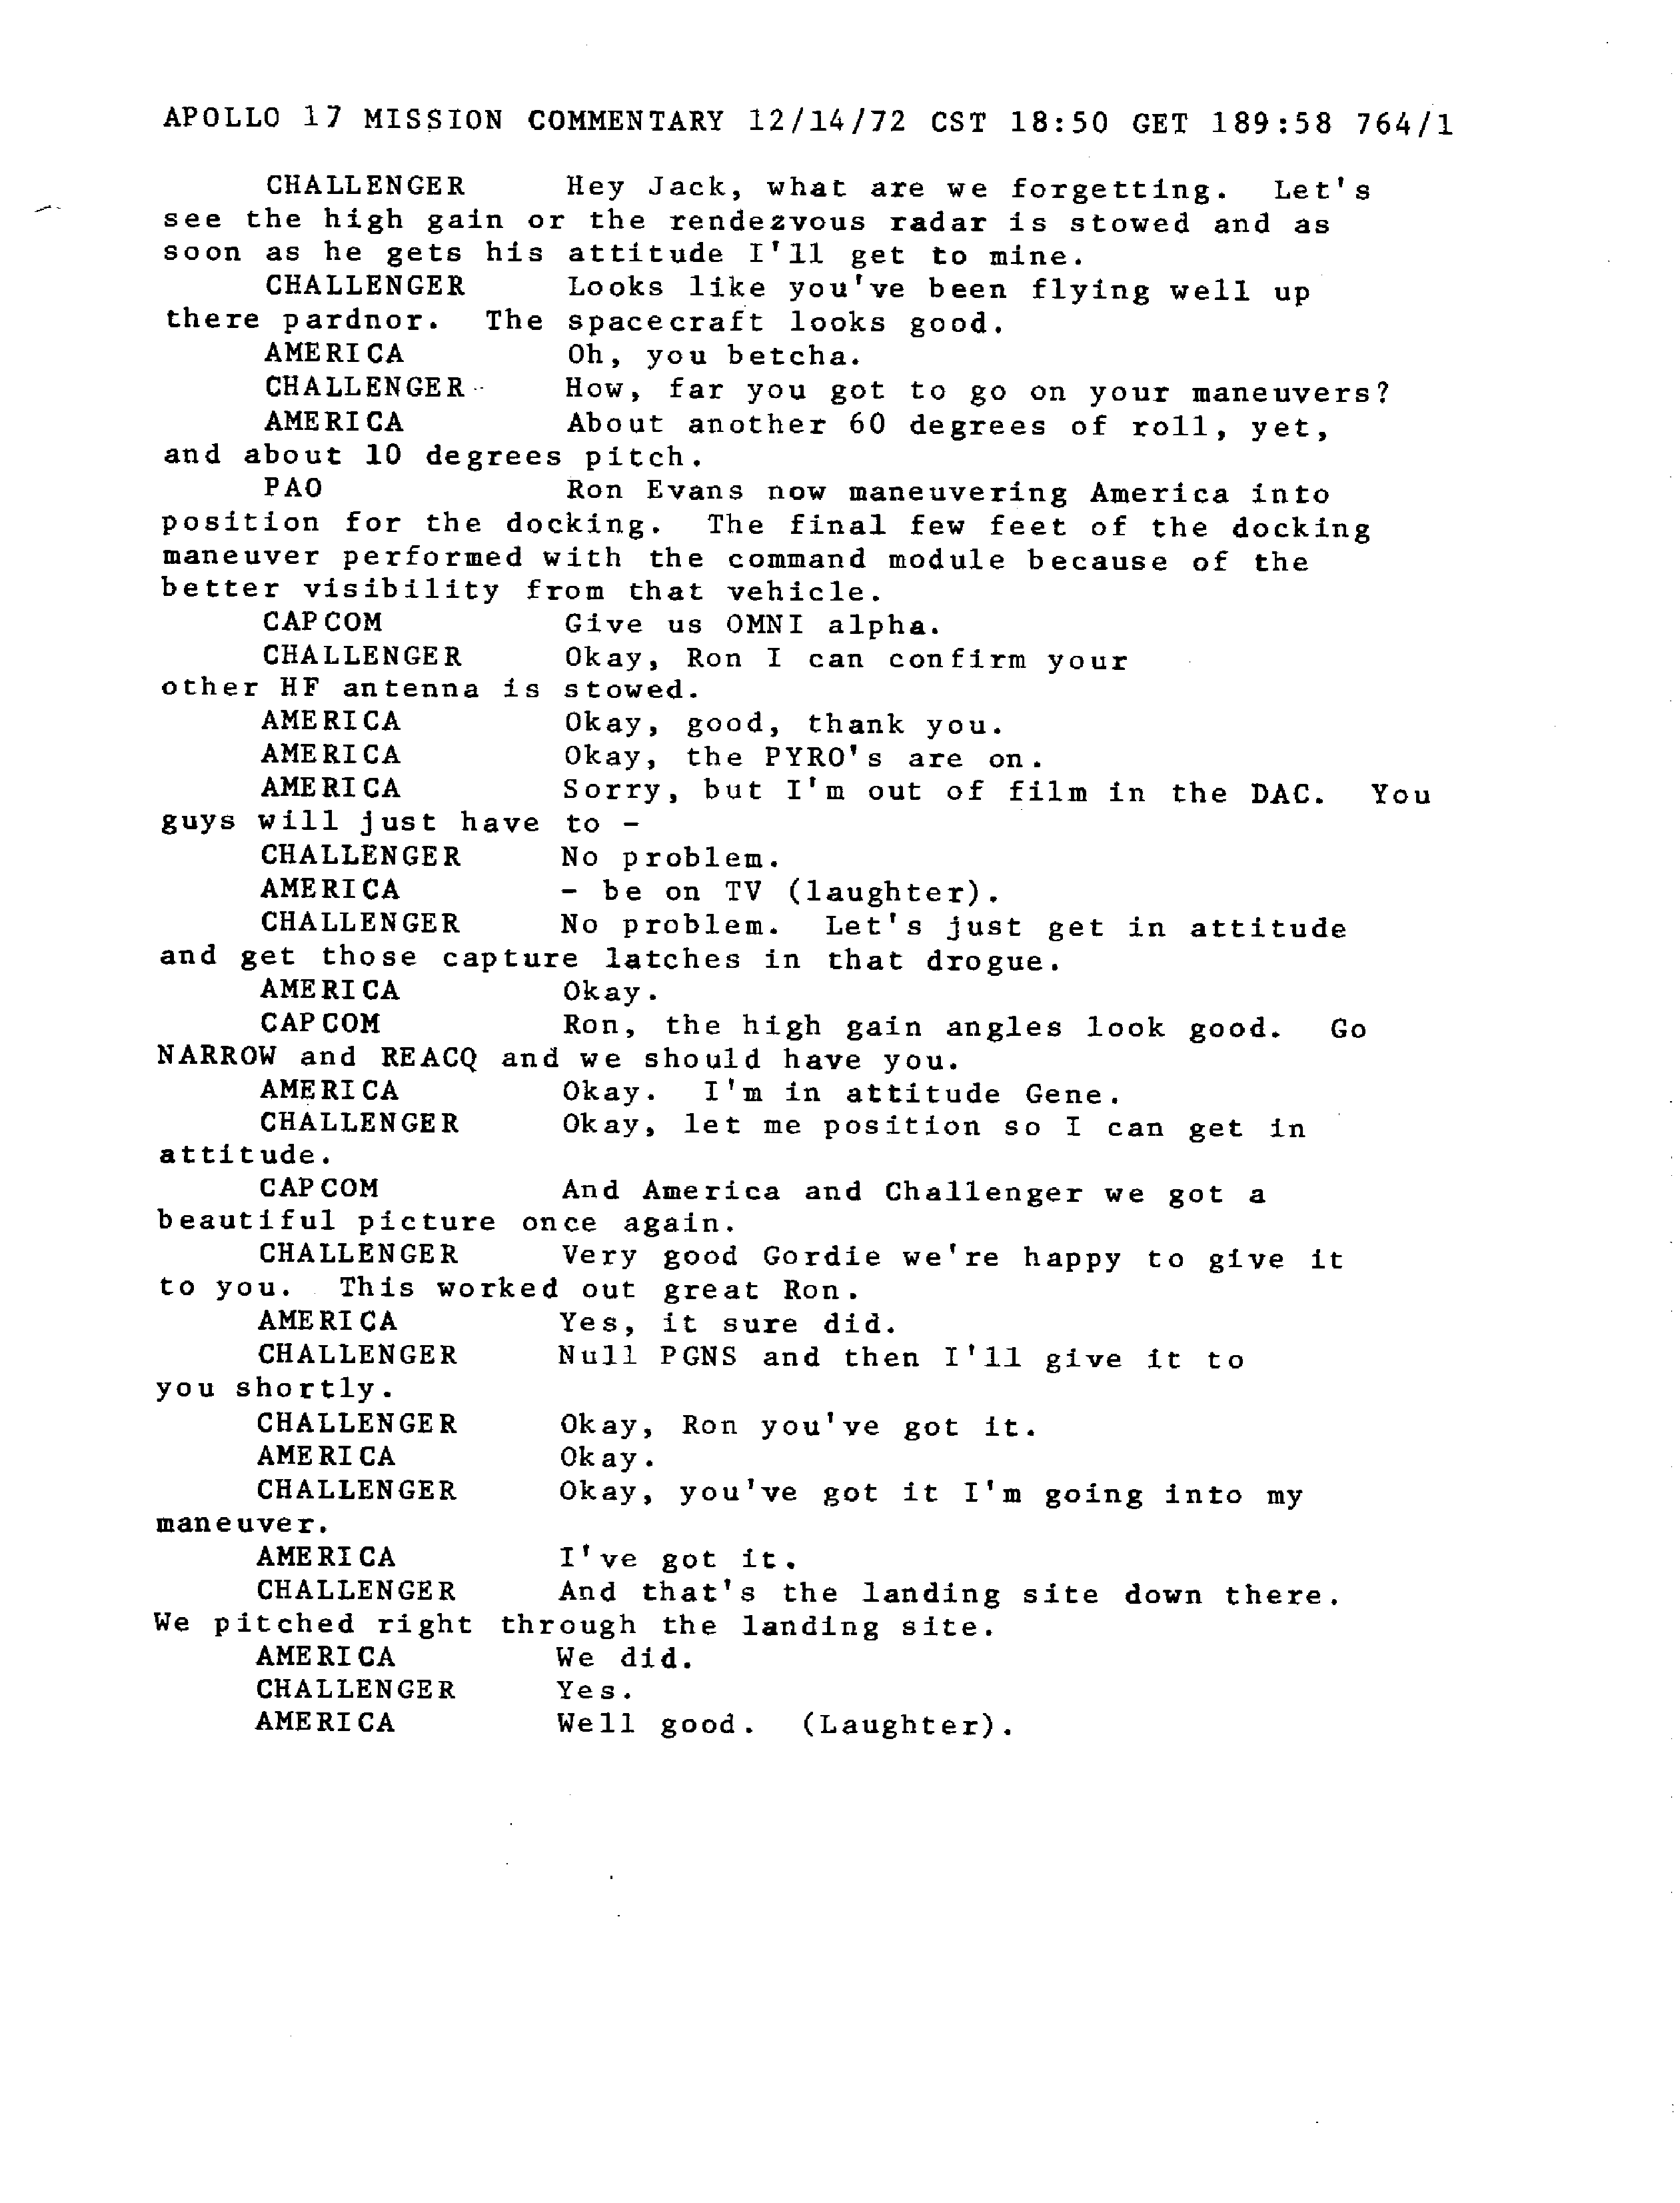 APOLLO 17 MISSION COMMENTARY 12/14/72 CST 18:50 GET 189:58 764/1
CHALLENGER Hey Jack, what are we forgetting. Let's
see the high gain or the rendezvous radar is stowed and as
soon as he gets his attitude I'll get to mine.
CHALLENGER Looks like you've been flying well up
there pardnor. The spacecraft looks good.
AMERICA Oh, you betcha.
CHALLENGER How, far you got to go on your maneuvers?
AMERICA About another 60 degrees of roll, yet,
and about 10 degrees pitch.
PAO Ron Evans now maneuvering America into
position for the docking. The final few feet of the docking
maneuver performed with the command module because of the
better visibility from that vehicle.
CAPCOM Give us OMNI alpha.
CHALLENGER Okay, Ron I can confirm your
other HF antenna is stowed.
AMERICA Okay, good, thank you.
AMERICA Okay, the PYRO's are on.
AMERICA Sorry, but I'm out of film in the DAC. You
guys will just have to -
CHALLENGER No problem.
AMERICA - be on TV (laughter).
CHALLENGER No problem. Let's just get in attitude
and get those capture latches in that drogue.
AMERICA Okay.
CAPCOM Ron, the high gain angles look good. Go
NARROW and REACQ and we should have you.
AMERICA Okay. I'm in attitude Gene.
CHALLENGER Okay, let me position so I can get in
attitude.
CAPCOM And America and Challenger we got a
beautiful picture once again.
CHALLENGER Very good Gordie we're happy to give it
to you. This worked out great Ron.
AMERICA Yes, it sure did.
CHALLENGER Null PGNS and then I'll give it to
you shortly.
CHALLENGER Okay, Ron you've got it.
AMERICA Okay.
CHALLENGER Okay, you've got it I'm going into my
maneuver.
AMERICA I've got it.
CHALLENGER And that's the landing site down there.
We pitched right through the landing site.
AMERICA We did.
CHALLENGER Yes.
AMERICA Well good. (Laughter).